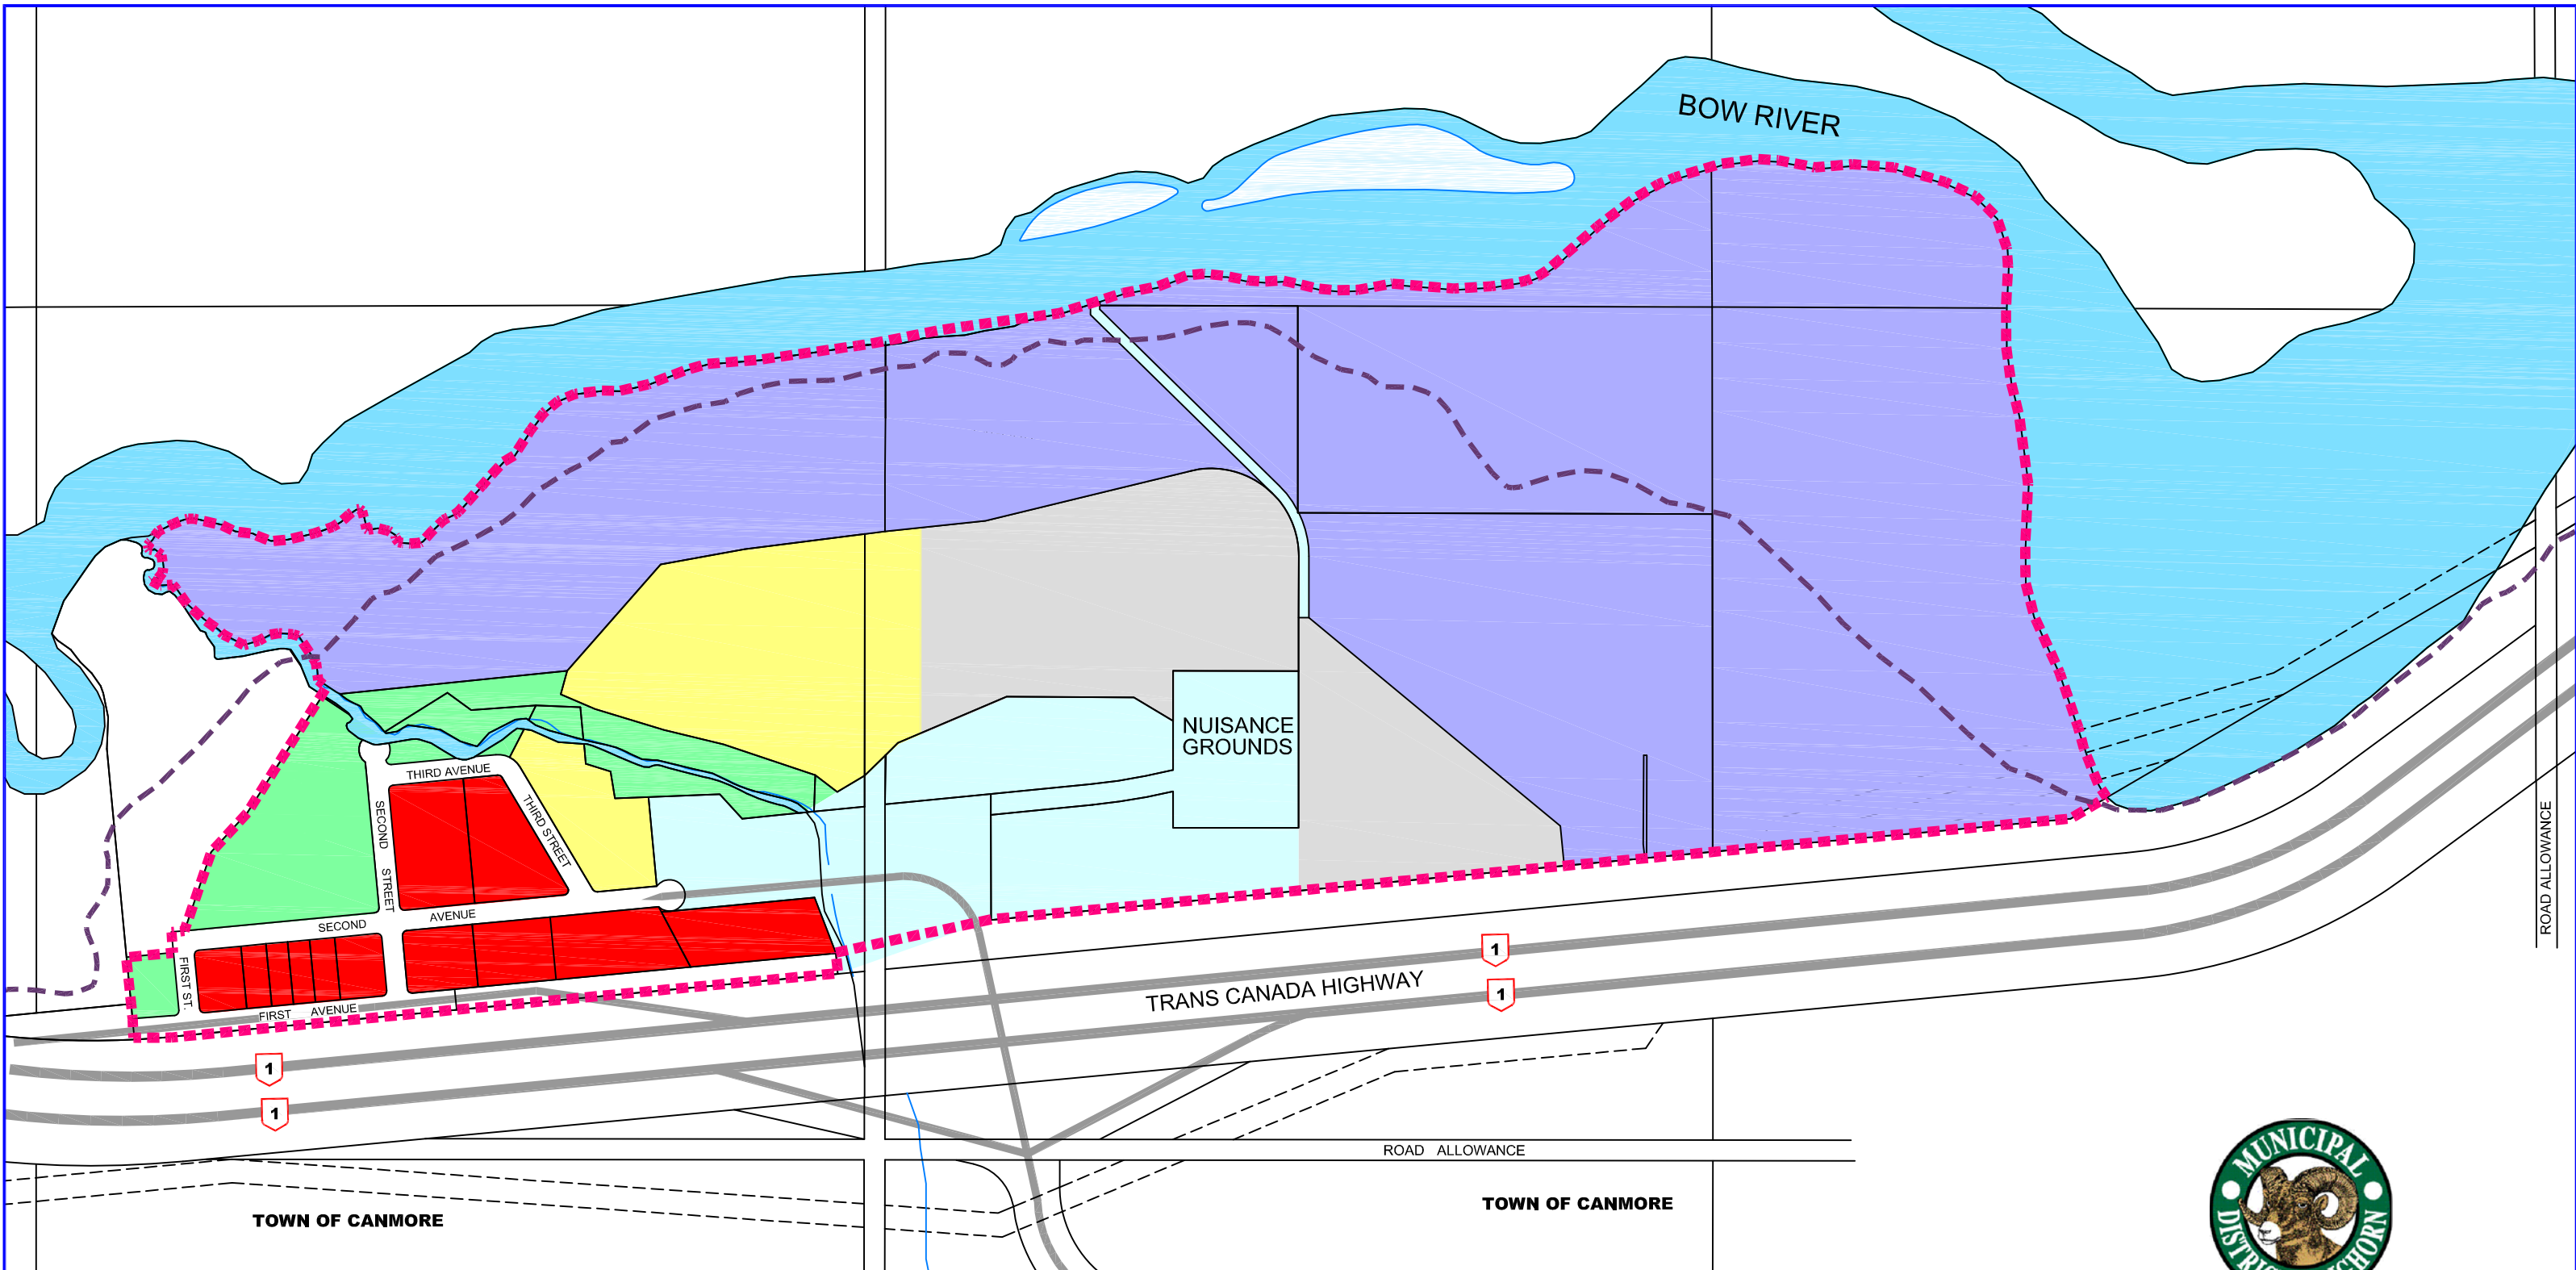 BOW RIVER
NUISANCE
GROUNDS
THIRD AVENUE
SECOND STREET
THIRD STREET
SECOND AVENUE
FIRST ST.
FIRST AVENUE
TRANS CANADA HIGHWAY
1
1
1
1
ROAD ALLOWANCE
ROAD ALLOWANCE
TOWN OF CANMORE
TOWN OF CANMORE
MUNICIPAL